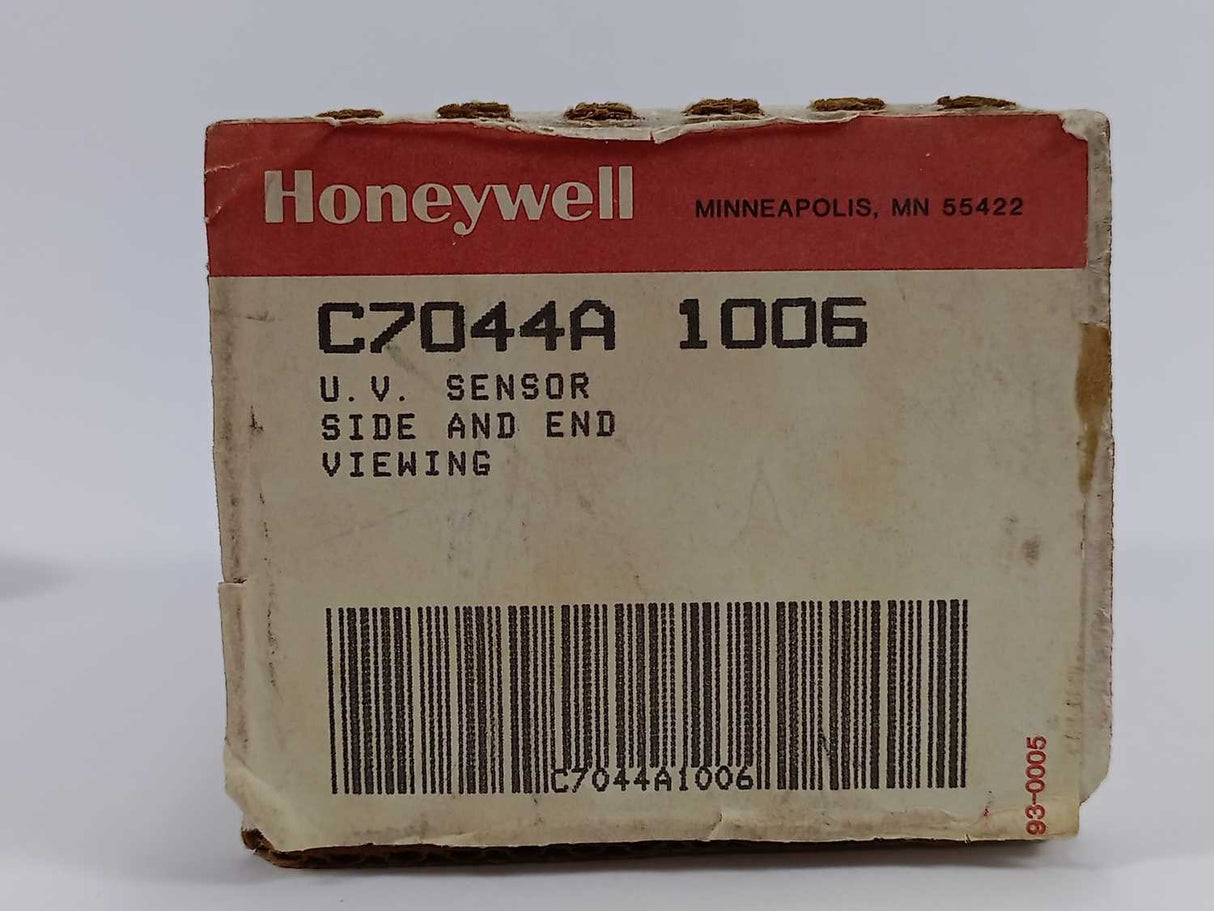 Honeywell MINNEAPOLIS, MN 55422
C7044A 1006
U.V. SENSOR
SIDE AND END
VIEWING
C7044A1006
93-0005